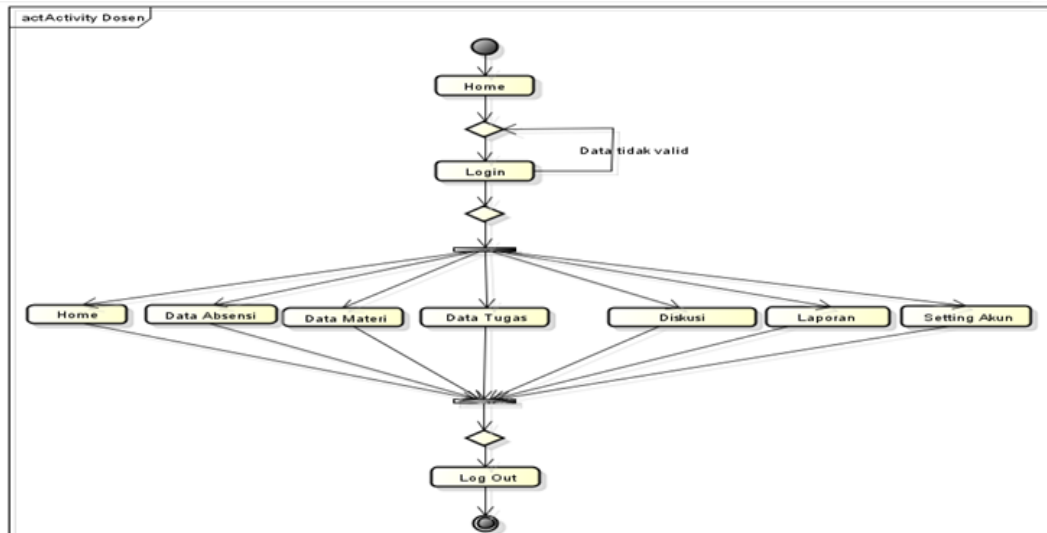 actActivity Dosen
Home
Data tidak valid
Login
Home
Data Absensi
Data Materi
Data Tugas
Diskusi
Laporan
Setting Akun
Log Out